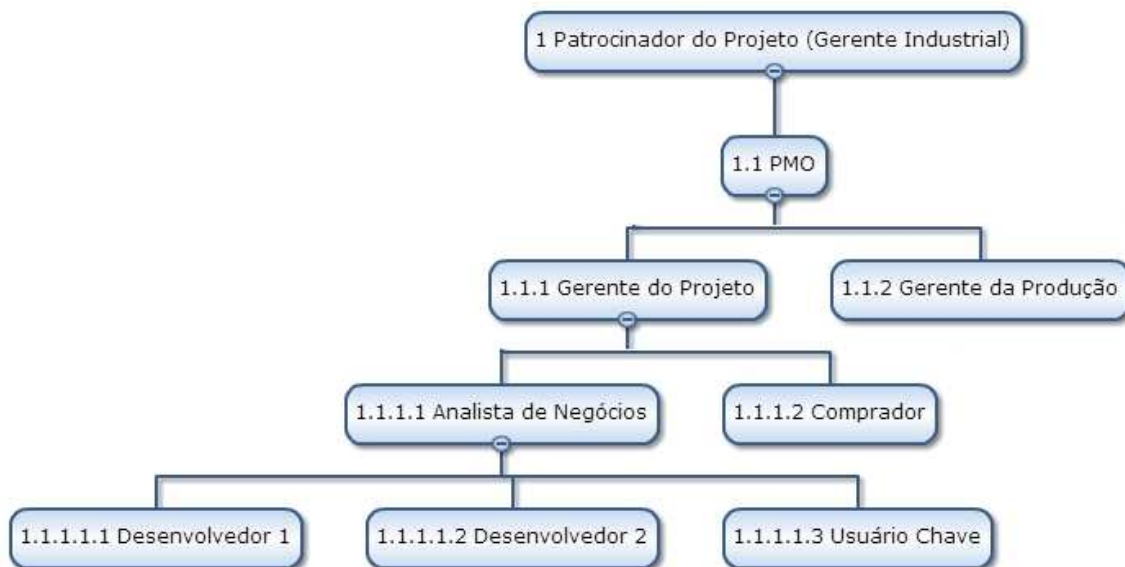 1 Patrocinador do Projeto (Gerente Industrial)
1.1 PMO
1.1.1 Gerente do Projeto
1.1.2 Gerente da Produção
1.1.1.1 Analista de Negócios
1.1.1.2 Comprador
1.1.1.1.1 Desenvolvedor 1
1.1.1.1.2 Desenvolvedor 2
1.1.1.1.3 Usuário Chave